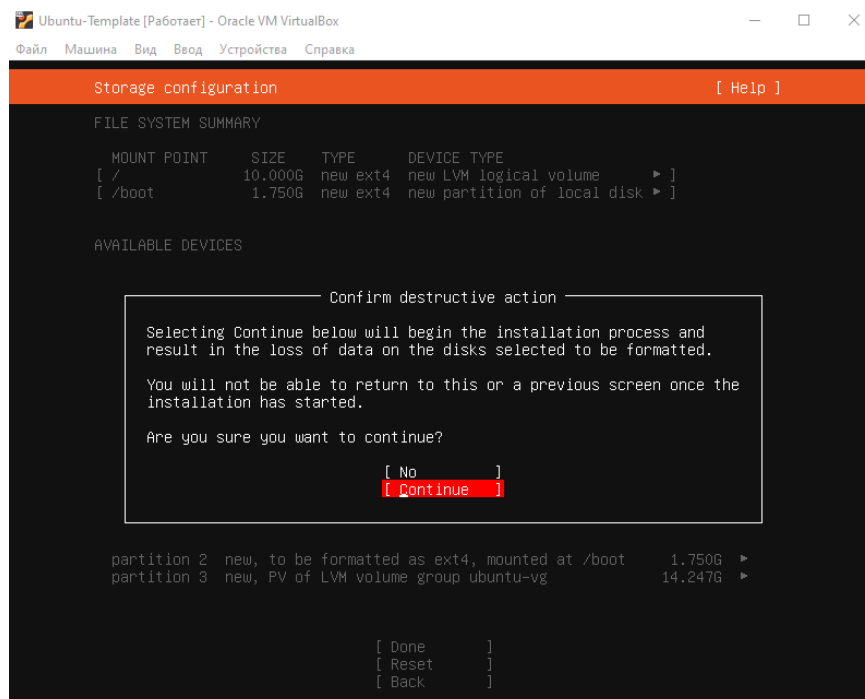 Ubuntu-Template [Работает] - Oracle VM VirtualBox
Файл Машина Вид Ввод Устройства Справка
Storage configuration [ Help ]
FILE SYSTEM SUMMARY
MOUNT POINT SIZE TYPE DEVICE TYPE
[ / 10.000G new ext4 new LVM logical volume ▸ ]
[ /boot 1.750G new ext4 new partition of local disk ▸ ]
AVAILABLE DEVICES
Confirm destructive action
Selecting Continue below will begin the installation process and
result in the loss of data on the disks selected to be formatted.
You will not be able to return to this or a previous screen once the
installation has started.
Are you sure you want to continue?
[ No ]
[ Continue ]
partition 2 new, to be formatted as ext4, mounted at /boot 1.750G ▸
partition 3 new, PV of LVM volume group ubuntu-vg 14.247G ▸
[ Done ]
[ Reset ]
[ Back ]